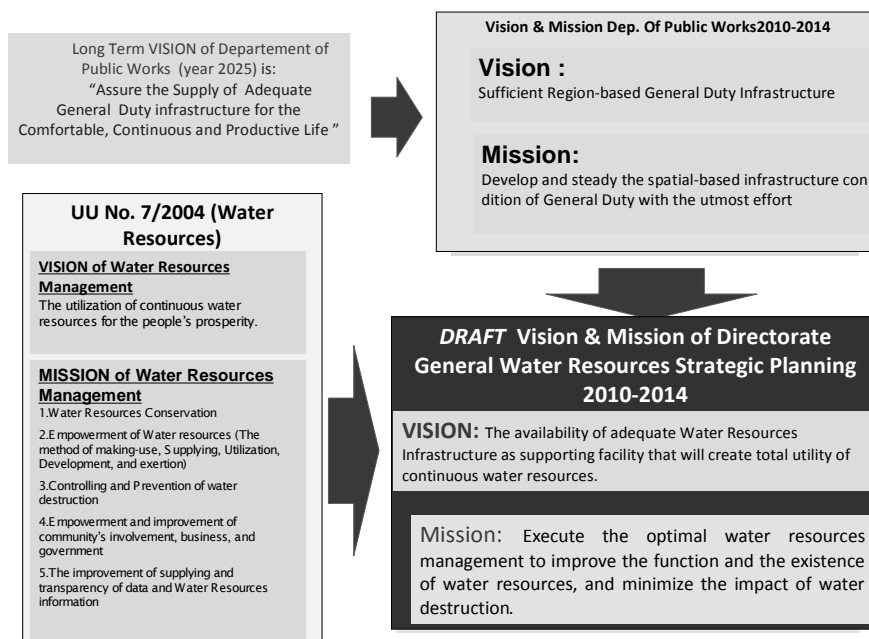 Long Term VISION of Departement of
Public Works (year 2025) is:
“Assure the Supply of Adequate
General Duty infrastructure for the
Comfortable, Continuous and Productive Life ”
Vision & Mission Dep. Of Public Works2010-2014
Vision :
Sufficient Region-based General Duty Infrastructure
Mission:
Develop and steady the spatial-based infrastructure con
dition of General Duty with the utmost effort
UU No. 7/2004 (Water
Resources)
VISION of Water Resources
Management
The utilization of continuous water
resources for the people’s prosperity.
MISSION of Water Resources
Management
1.Water Resources Conservation
2.Empowerment of Water resources (The
method of making-use, Supplying, Utilization,
Development, and exertion)
3.Controlling and Prevention of water
destruction
4.Empowerment and improvement of
community’s involvement, business, and
government
5.The improvement of supplying and
transparency of data and Water Resources
information
DRAFT Vision & Mission of Directorate
General Water Resources Strategic Planning
2010-2014
VISION: The availability of adequate Water Resources
Infrastructure as supporting facility that will create total utility of
continuous water resources.
Mission: Execute the optimal water resources
management to improve the function and the existence
of water resources, and minimize the impact of water
destruction.